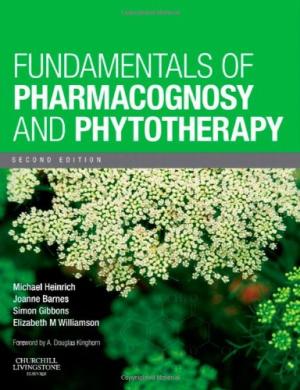 FUNDAMENTALS OF
PHARMACOGNOSY
AND PHYTOTHERAPY
SECOND EDITION
Michael Heinrich
Joanne Barnes
Simon Gibbons
Elizabeth M Williamson
Foreword by A. Douglas Kinghorn
CHURCHILL
LIVINGSTONE
ELSEVIER